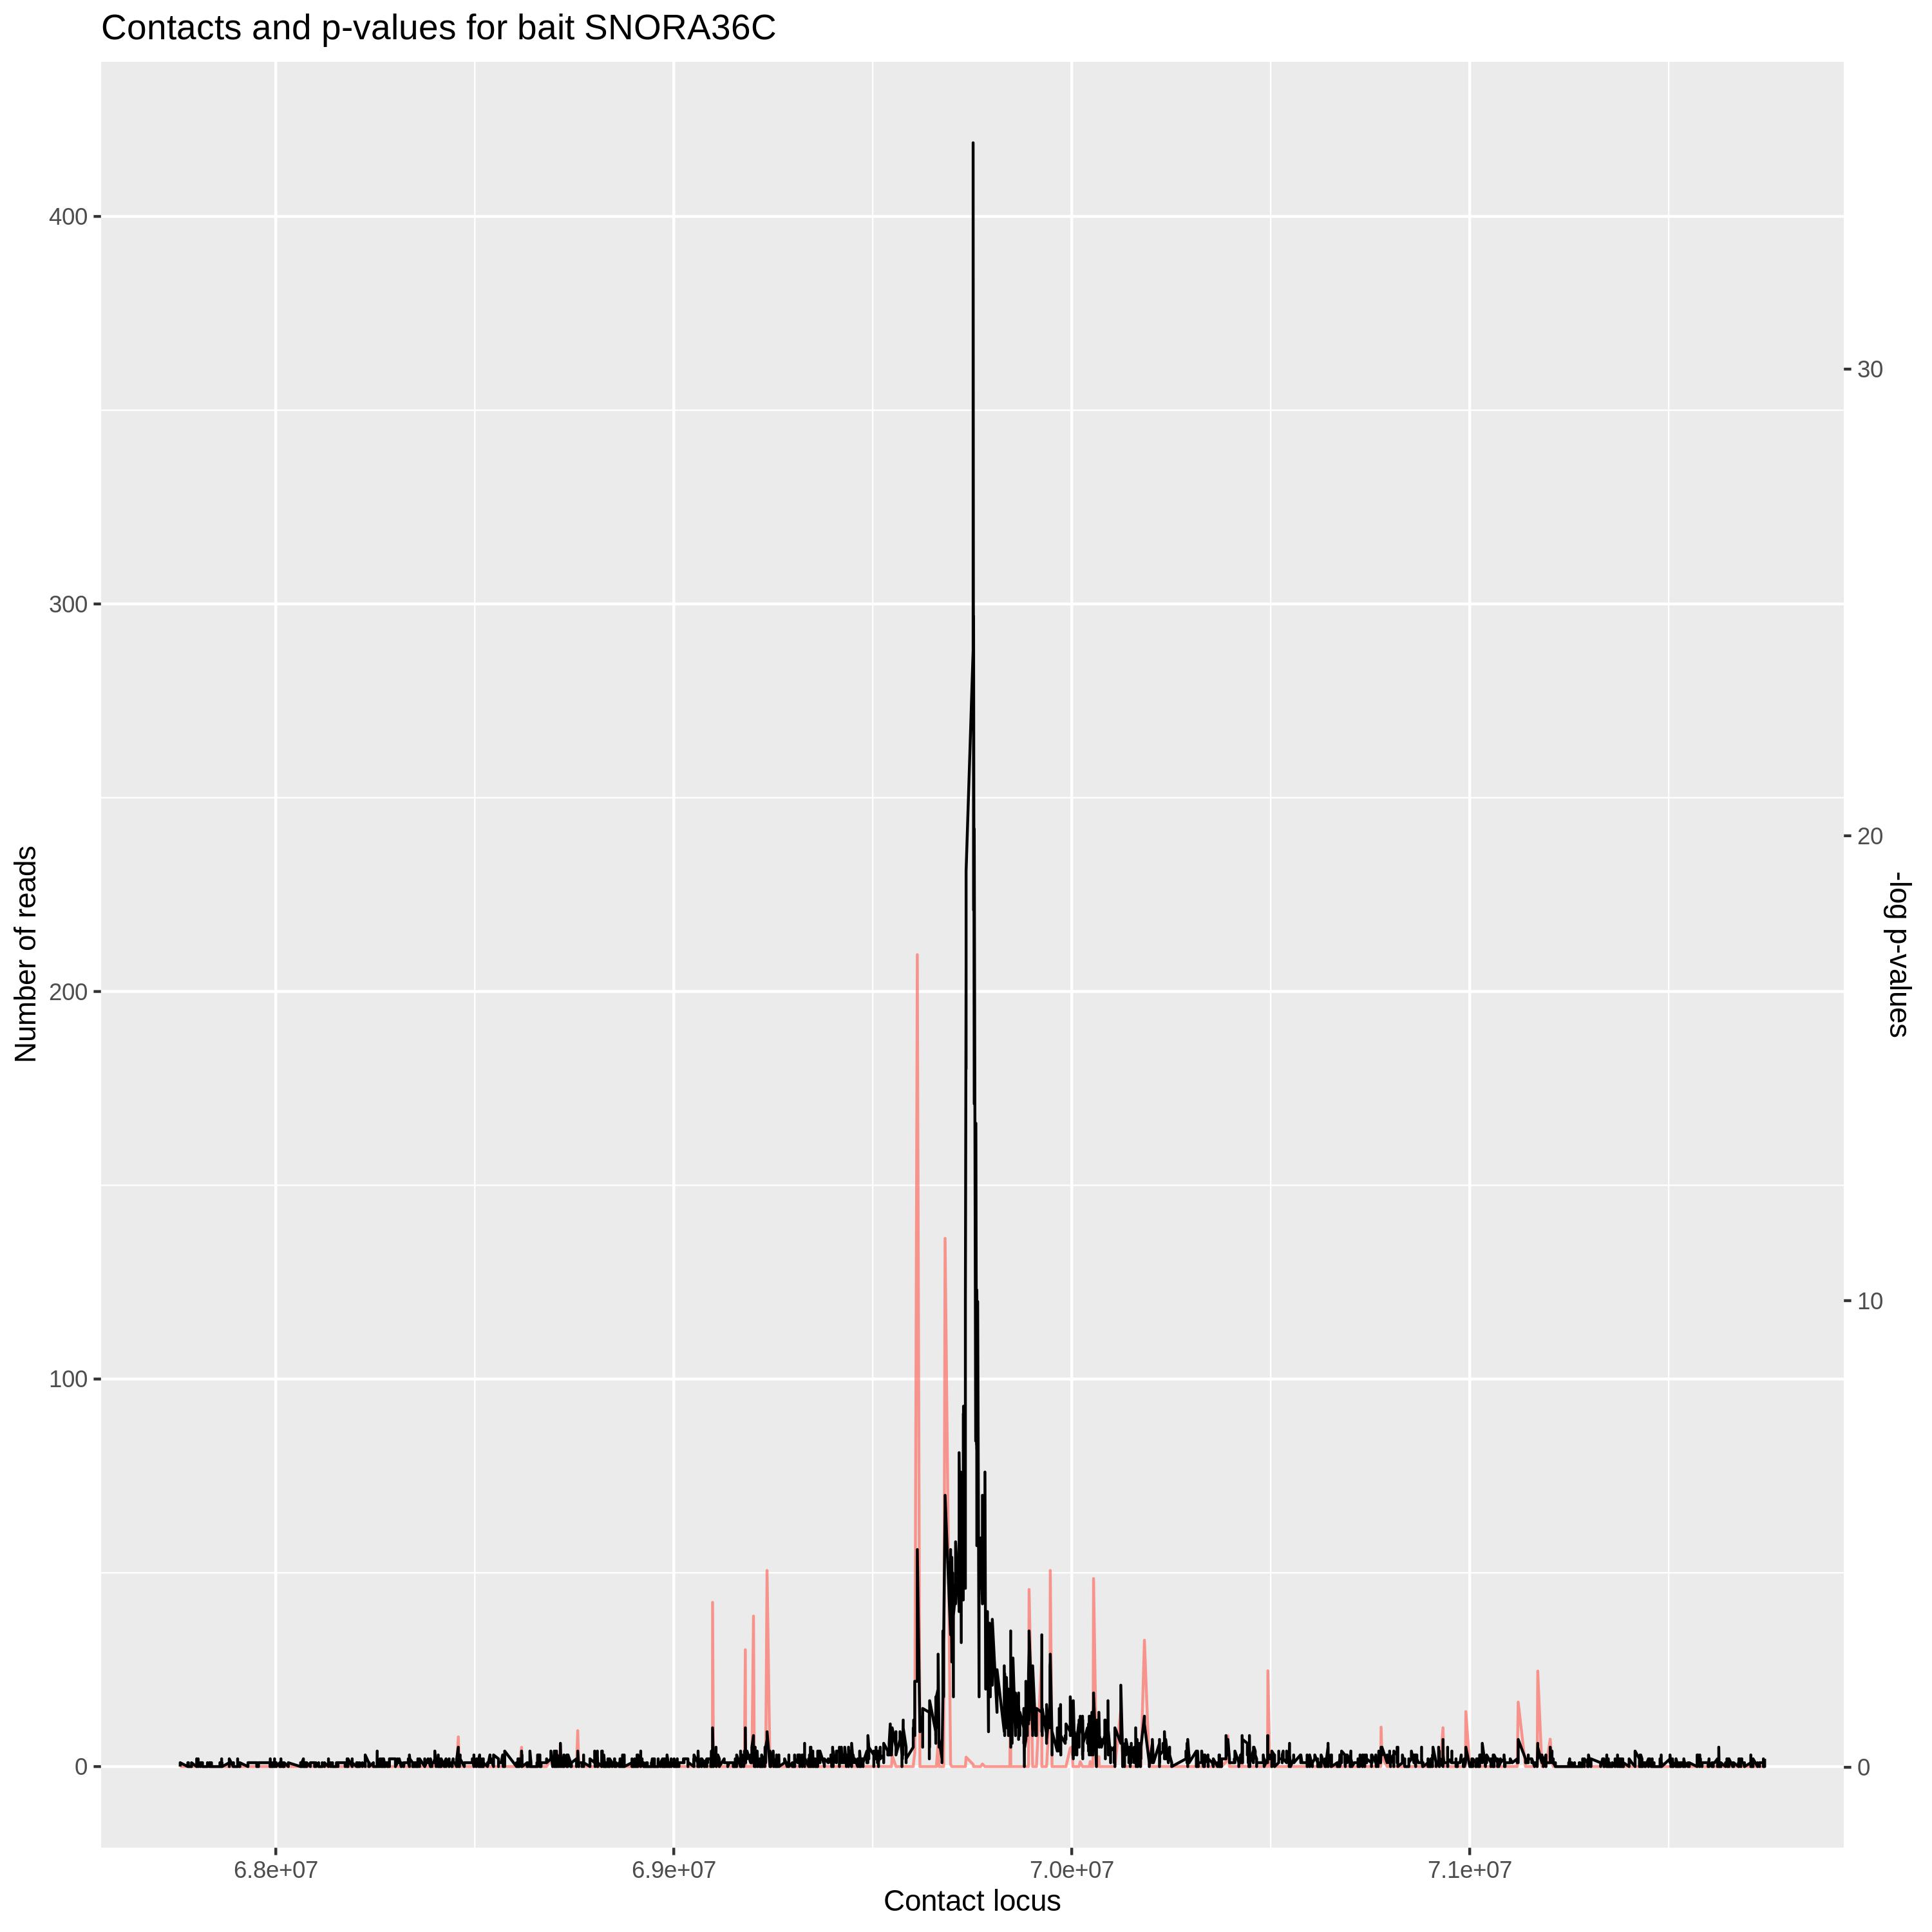 Contacts and p-values for bait SNORA36C
400
300
200
100
0
30
20
10
0
Number of reads
-log p-values
6.8e+07 6.9e+07 7.0e+07 7.1e+07
Contact locus